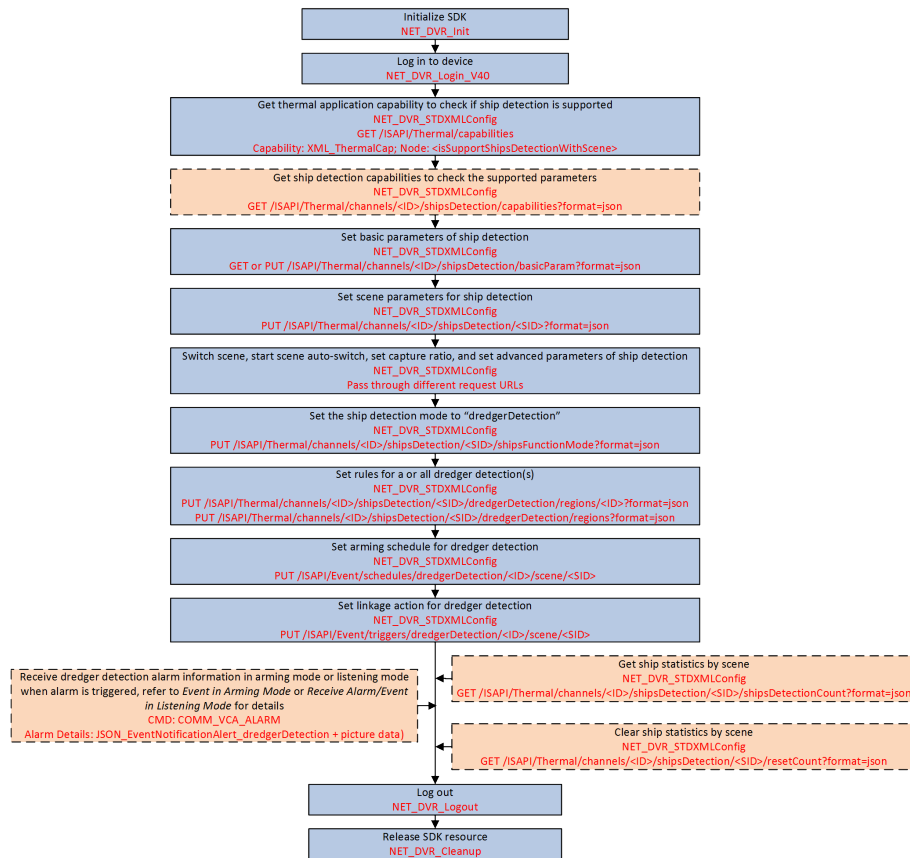 Initialize SDK
NET_DVR_Init
Log in to device
NET_DVR_Login_V40
Get thermal application capability to check if ship detection is supported
NET_DVR_STDXMLConfig
GET /ISAPI/Thermal/capabilities
Capability: XML_ThermalCap; Node: <isSupportShipsDetectionWithScene>
Get ship detection capabilities to check the supported parameters
NET_DVR_STDXMLConfig
GET /ISAPI/Thermal/channels/<ID>/shipsDetection/capabilities?format=json
Set basic parameters of ship detection
NET_DVR_STDXMLConfig
GET or PUT /ISAPI/Thermal/channels/<ID>/shipsDetection/basicParam?format=json
Set scene parameters for ship detection
NET_DVR_STDXMLConfig
PUT /ISAPI/Thermal/channels/<ID>/shipsDetection/<SID>?format=json
Switch scene, start scene auto-switch, set capture ratio, and set advanced parameters of ship detection
NET_DVR_STDXMLConfig
Pass through different request URLs
Set the ship detection mode to “dredgerDetection”
NET_DVR_STDXMLConfig
PUT /ISAPI/Thermal/channels/<ID>/shipsDetection/<SID>/shipsFunctionMode?format=json
Set rules for a or all dredger detection(s)
NET_DVR_STDXMLConfig
PUT /ISAPI/Thermal/channels/<ID>/shipsDetection/<SID>/dredgerDetection/regions/<ID>?format=json
PUT /ISAPI/Thermal/channels/<ID>/shipsDetection/<SID>/dredgerDetection/regions?format=json
Set arming schedule for dredger detection
NET_DVR_STDXMLConfig
PUT /ISAPI/Event/schedules/dredgerDetection/<ID>/scene/<SID>
Set linkage action for dredger detection
NET_DVR_STDXMLConfig
PUT /ISAPI/Event/triggers/dredgerDetection/<ID>/scene/<SID>
Receive dredger detection alarm information in arming mode or listening mode
when alarm is triggered, refer to Event in Arming Mode or Receive Alarm/Event
in Listening Mode for details
CMD: COMM_VCA_ALARM
Alarm Details: JSON_EventNotificationAlert_dredgerDetection + picture data)
Get ship statistics by scene
NET_DVR_STDXMLConfig
GET /ISAPI/Thermal/channels/<ID>/shipsDetection/<SID>/shipsDetectionCount?format=json
Clear ship statistics by scene
NET_DVR_STDXMLConfig
GET /ISAPI/Thermal/channels/<ID>/shipsDetection/<SID>/resetCount?format=json
Log out
NET_DVR_Logout
Release SDK resource
NET_DVR_Cleanup